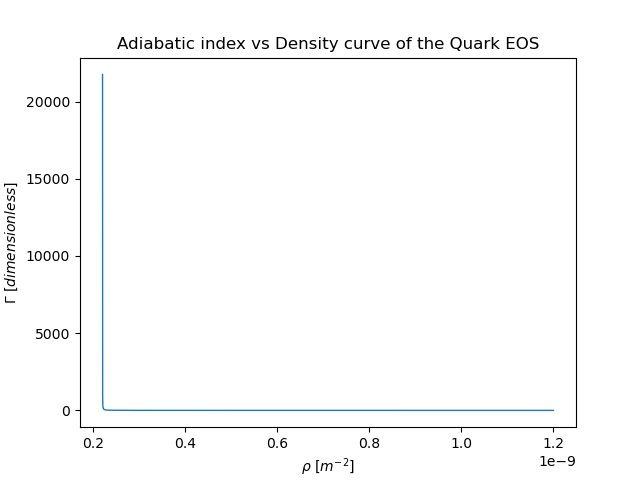 Adiabatic index vs Density curve of the Quark EOS
20000
15000
10000
5000
0
Γ [dimensionless]
0.2 0.4 0.6 0.8 1.0 1.2
1e−9
ρ [m⁻²]